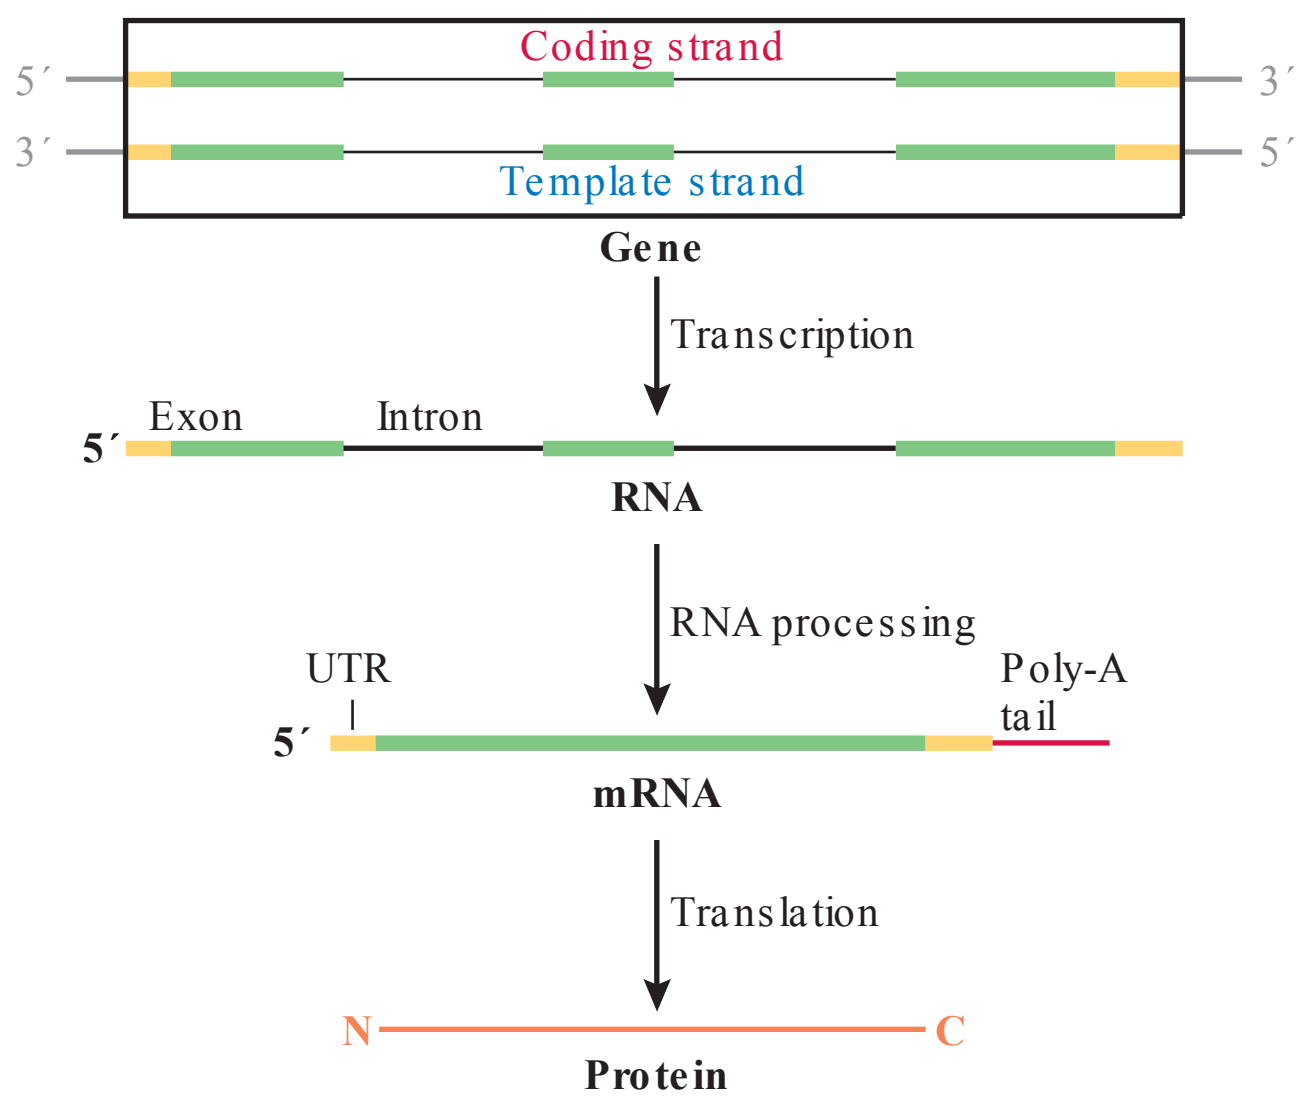 Coding strand
5´ 3´
3´ 5´
Template strand
Gene
Transcription
Exon Intron
5´
RNA
RNA processing
UTR
Poly-A
tail
5´
mRNA
Translation
N C
Protein